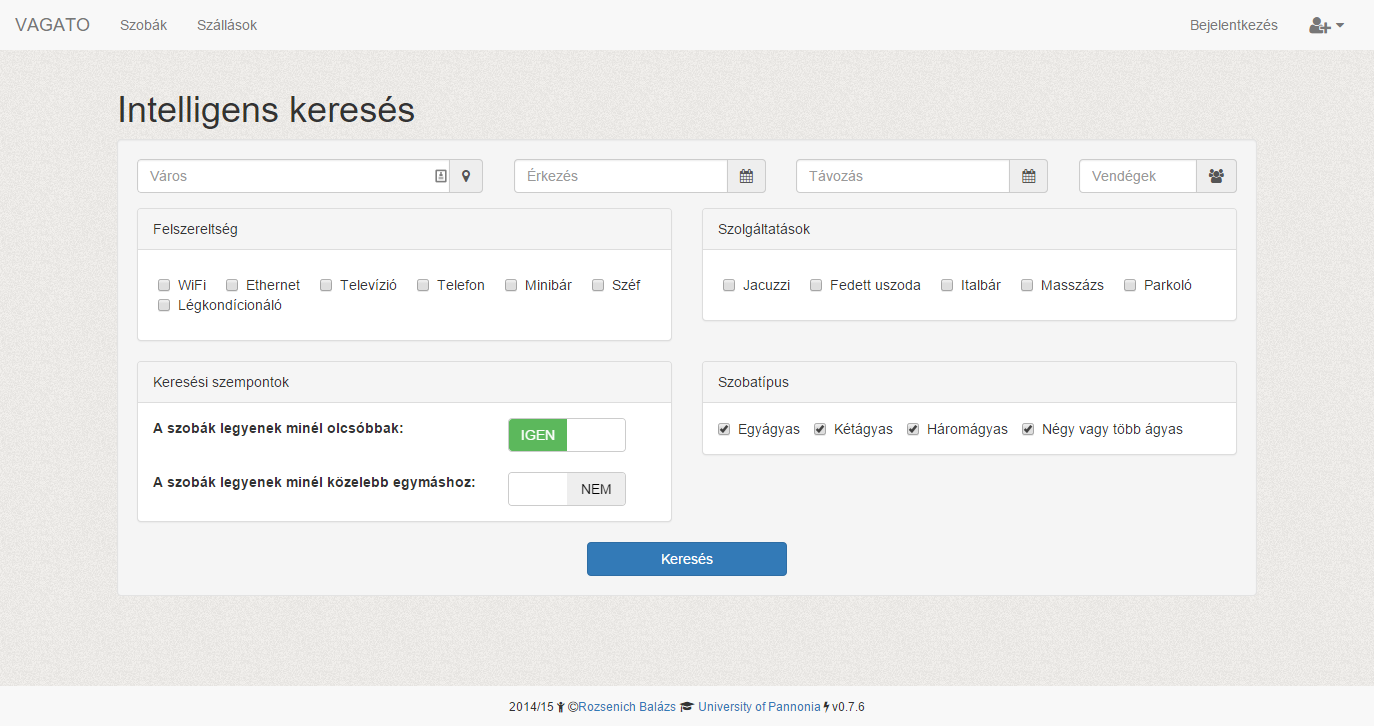 VAGATO Szobák Szállások Bejelentkezés
Intelligens keresés
Város Érkezés Távozás Vendégek
Felszereltség
WiFi Ethernet Televízió Telefon Minibár Széf
Légkondícionáló
Szolgáltatások
Jacuzzi Fedett uszoda Italbár Masszázs Parkoló
Keresési szempontok
A szobák legyenek minél olcsóbbak: IGEN
A szobák legyenek minél közelebb egymáshoz: NEM
Szobatípus
Egyágyas Kétágyas Háromágyas Négy vagy több ágyas
Keresés
2014/15 ©Rozsenich Balázs University of Pannonia v0.7.6